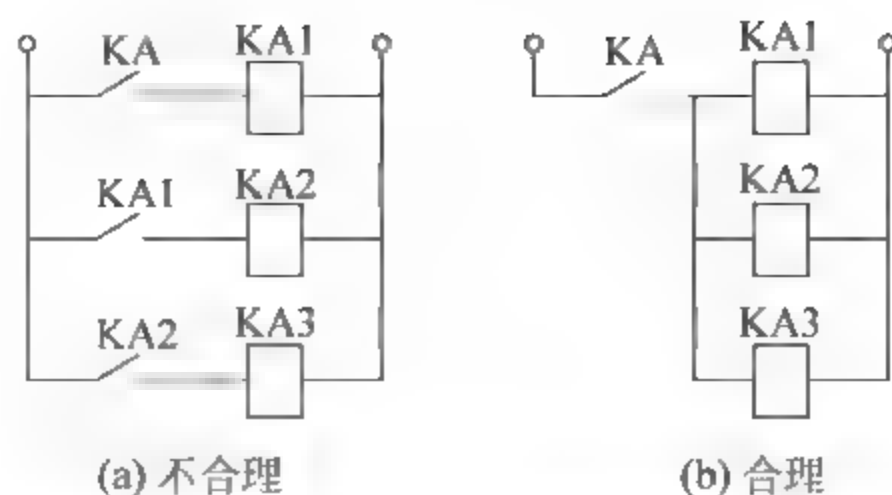 KA KA1 KA KA1
KA1 KA2 KA2
KA2 KA3 KA3
(a) 不合理 (b) 合理